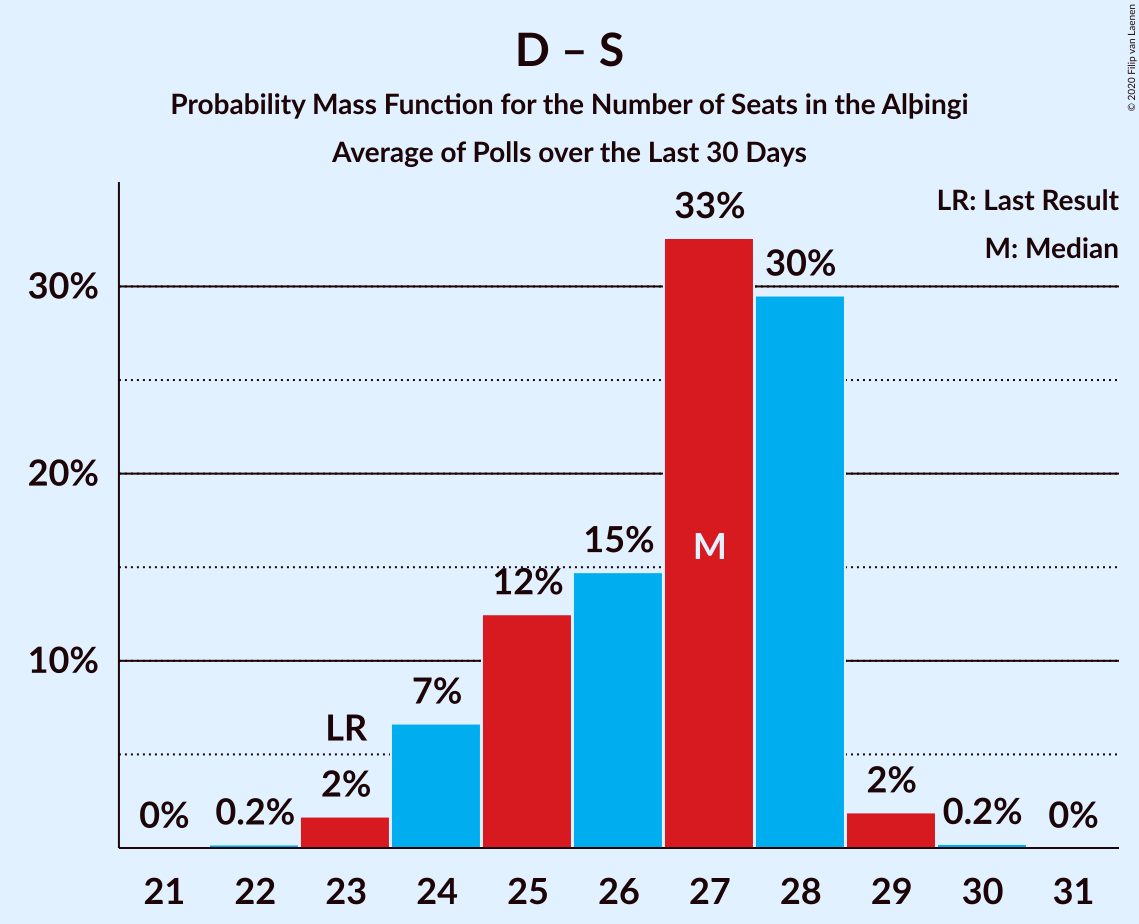 D – S
Probability Mass Function for the Number of Seats in the Alþingi
Average of Polls over the Last 30 Days
© 2020 Filip van Laenen
LR: Last Result
M: Median
33%
30%
30%
20%
15%
M
12%
10%
7%
LR
2%
2%
0%
0.2%
0.2%
0%
21 22 23 24 25 26 27 28 29 30 31